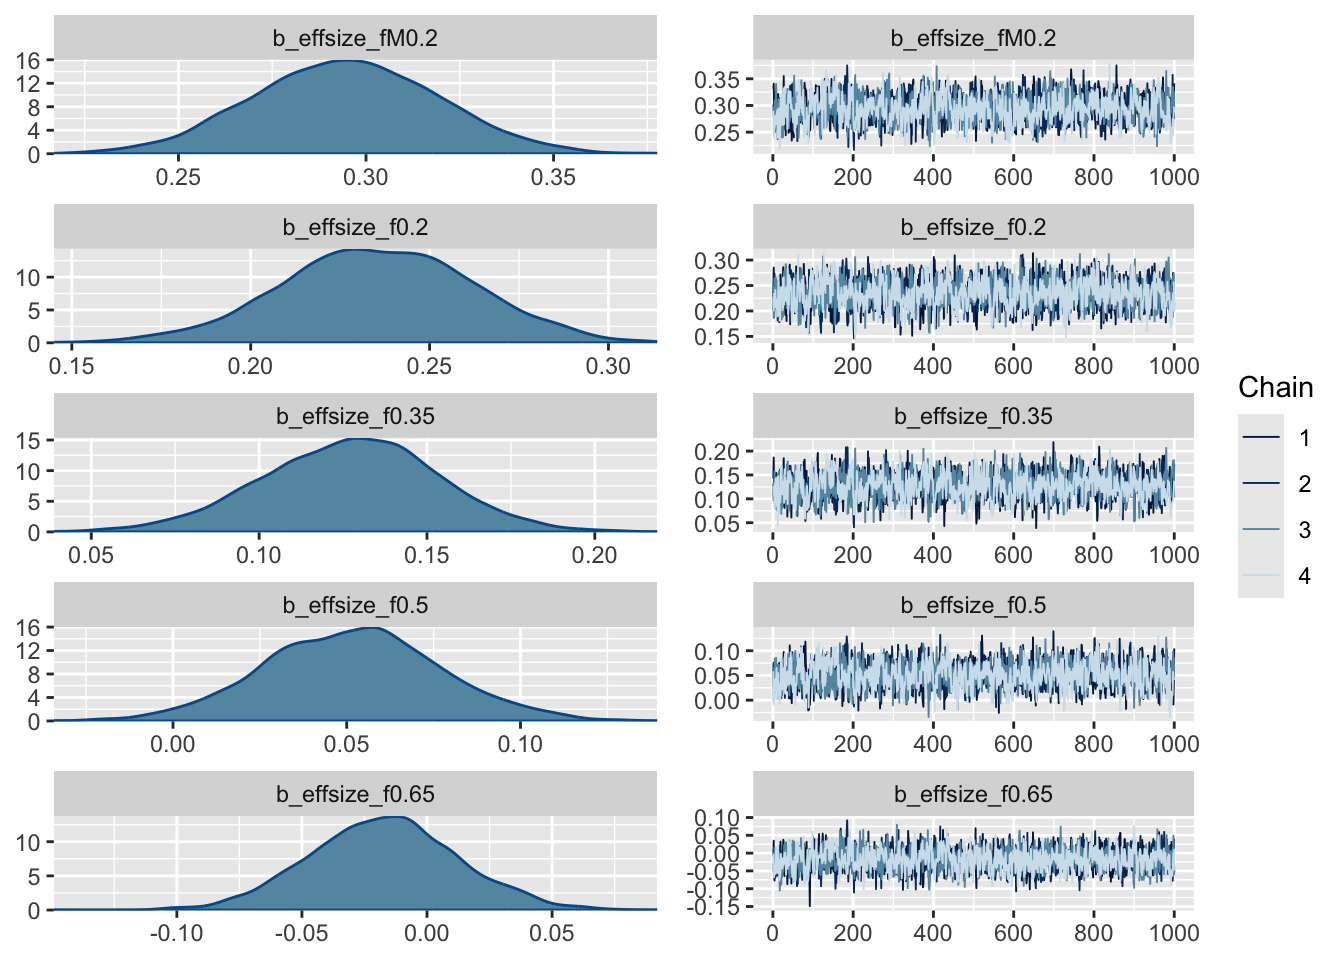 b_effsize_fM0.2
16
12
8
4
0
0.25 0.30 0.35
b_effsize_fM0.2
0.35
0.30
0.25
0 200 400 600 800 1000
b_effsize_f0.2
10
5
0
0.15 0.20 0.25 0.30
b_effsize_f0.2
0.30
0.25
0.20
0.15
0 200 400 600 800 1000
b_effsize_f0.35
15
10
5
0
0.05 0.10 0.15 0.20
b_effsize_f0.35
0.20
0.15
0.10
0.05
0 200 400 600 800 1000
b_effsize_f0.5
16
12
8
4
0
0.00 0.05 0.10
b_effsize_f0.5
0.10
0.05
0.00
0 200 400 600 800 1000
b_effsize_f0.65
10
5
0
-0.10 -0.05 0.00 0.05
b_effsize_f0.65
0.10
0.05
0.00
-0.05
-0.10
-0.15
0 200 400 600 800 1000
Chain
1
2
3
4